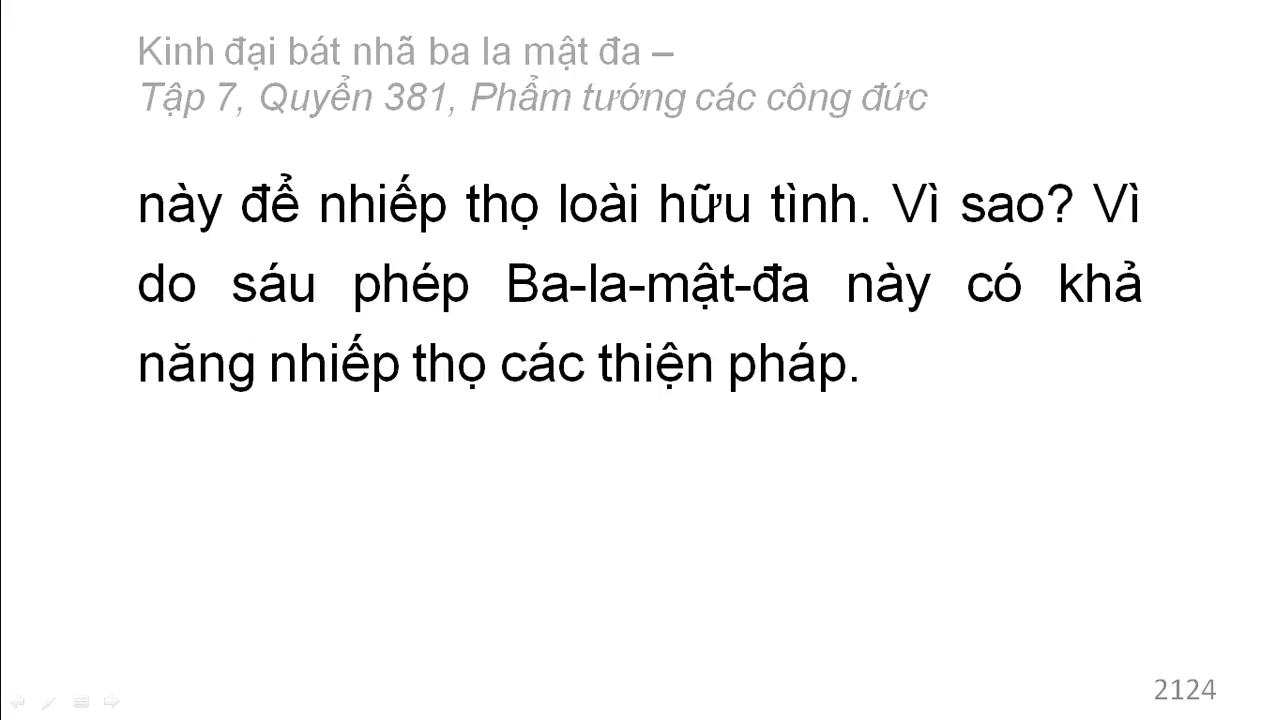 Kinh đại bát nhã ba la mật đa –
Tập 7, Quyển 381, Phẩm tướng các công đức
này để nhiếp thọ loài hữu tình. Vì sao? Vì
do sáu phép Ba-la-mật-đa này có khả
năng nhiếp thọ các thiện pháp.
2124